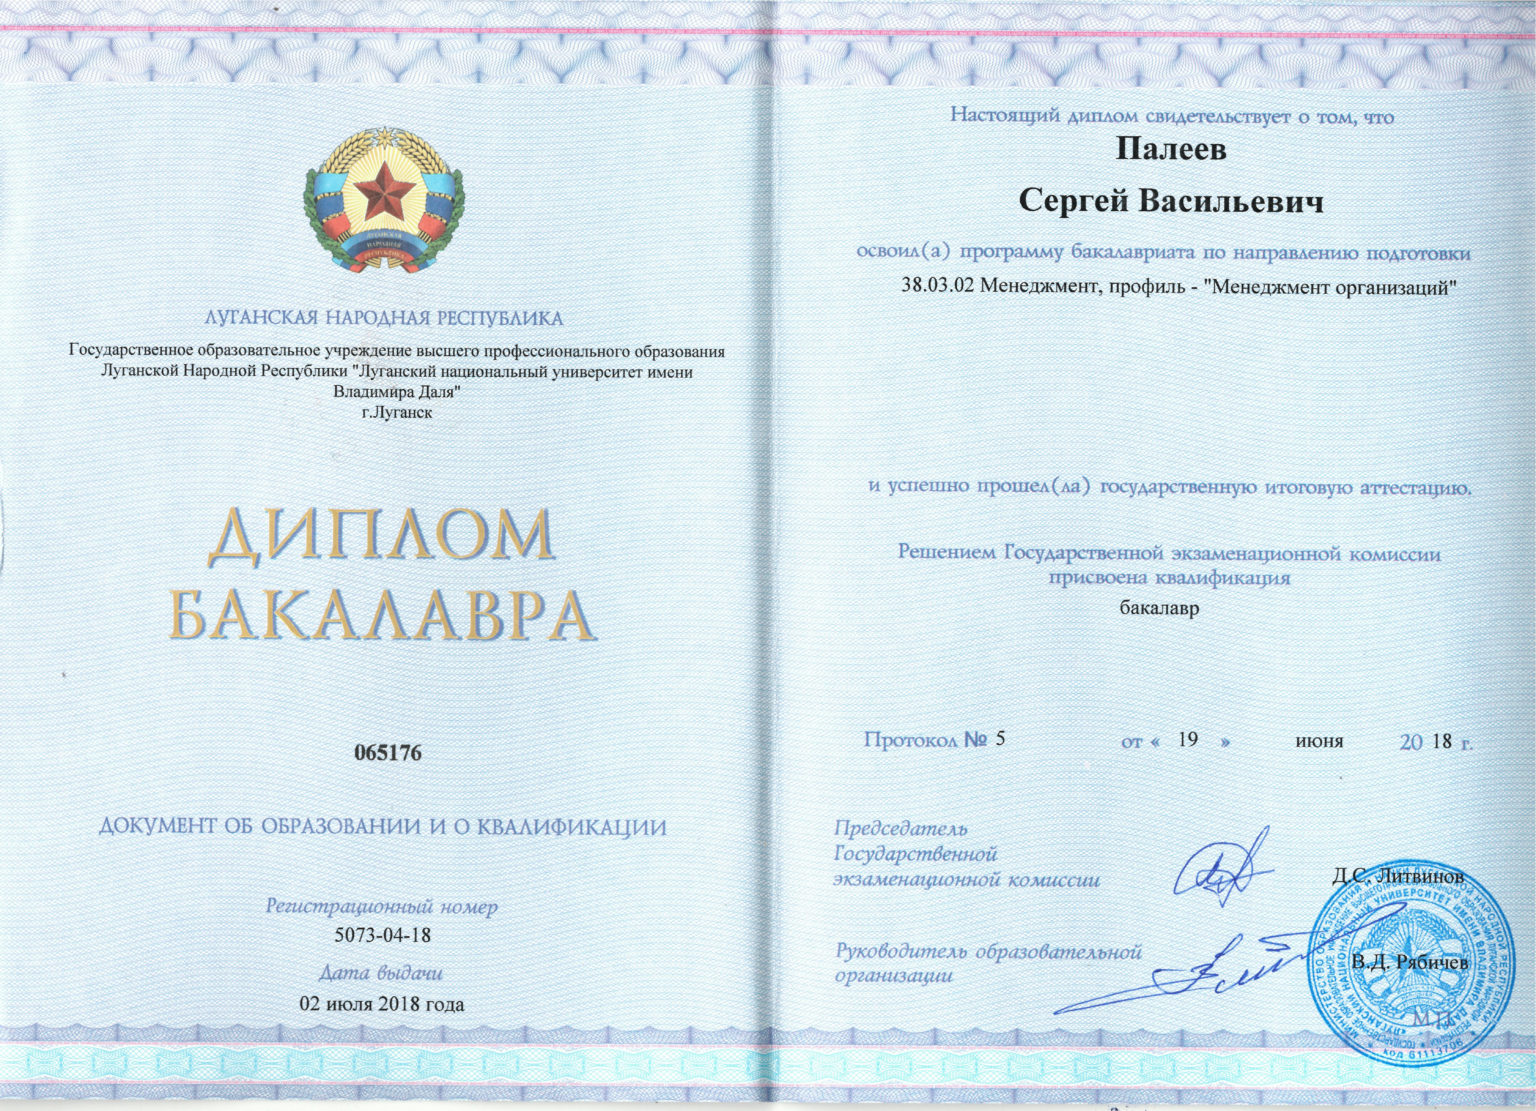 ЛУГАНСКАЯ
НАРОДНАЯ
РЕСПУБЛИКА
ЛУГАНСКАЯ НАРОДНАЯ РЕСПУБЛИКА
Государственное образовательное учреждение высшего профессионального образования
Луганской Народной Республики "Луганский национальный университет имени
Владимира Даля"
г.Луганск
ДИПЛОМ
БАКАЛАВРА
065176
ДОКУМЕНТ ОБ ОБРАЗОВАНИИ И О КВАЛИФИКАЦИИ
Регистрационный номер
5073-04-18
Дата выдачи
02 июля 2018 года
Настоящий диплом свидетельствует о том, что
Палеев
Сергей Васильевич
освоил(а) программу бакалавриата по направлению подготовки
38.03.02 Менеджмент, профиль - "Менеджмент организаций"
и успешно прошел(ла) государственную итоговую аттестацию.
Решением Государственной экзаменационной комиссии
присвоена квалификация
бакалавр
Протокол № 5 от « 19 » июня 20 18 г.
Председатель
Государственной
экзаменационной комиссии
Д.С. Литвинов
Руководитель образовательной
организации
В.Д. Рябичев
М.П.
код 61113706